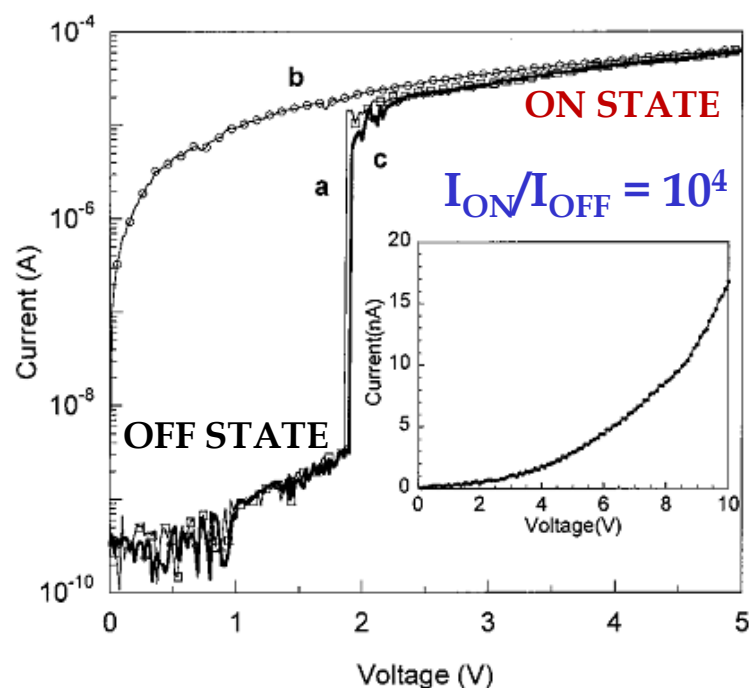 10⁻⁴
b
ON STATE
a
c
I_ON/I_OFF = 10⁴
10⁻⁶
Current (A)
20
15
Current(nA)
10
5
0
0
2
4
6
8
10
Voltage(V)
10⁻⁸
OFF STATE
10⁻¹⁰
0
1
2
3
4
5
Voltage (V)